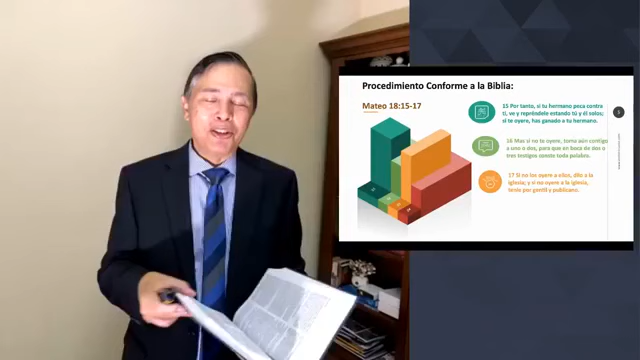 Procedimiento Conforme a la Biblia:
Mateo 18:15-17
15 Por tanto, si tu hermano peca contra
ti, ve y repréndele estando tú y él solos;
si te oyere, has ganado a tu hermano.
16 Mas si no te oyere, toma aún contigo
a uno o dos, para que en boca de dos o
tres testigos conste toda palabra.
17 Si no los oyere a ellos, dilo a la
iglesia; y si no oyere a la iglesia,
tenle por gentil y publicano.